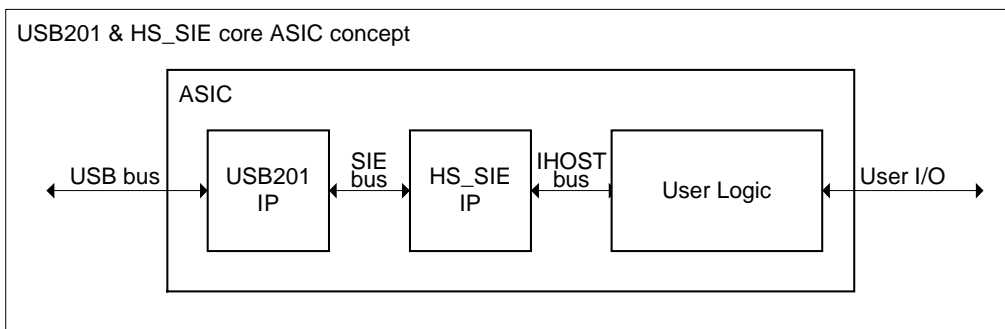 USB201 & HS_SIE core ASIC concept
ASIC
USB bus
USB201
IP
SIE
bus
HS_SIE
IP
IHOST
bus
User Logic
User I/O